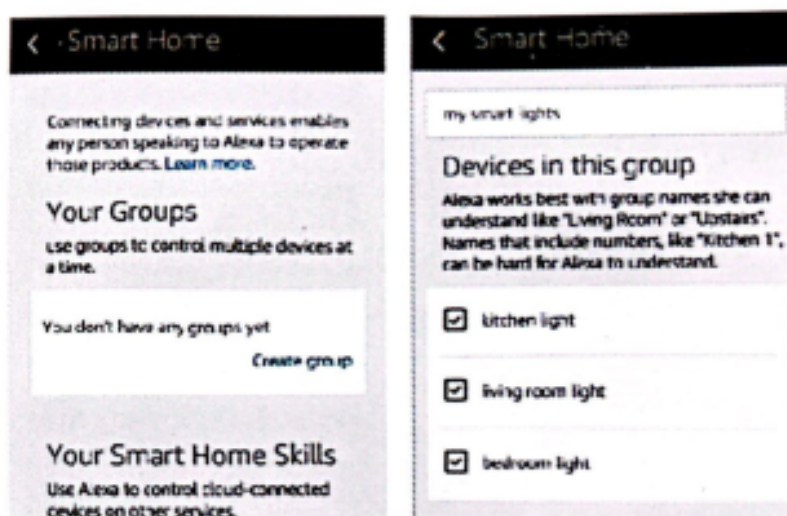 Smart Home
Connecting devices and services enables
any person speaking to Alexa to operate
those products. Learn more.
Your Groups
use groups to control multiple devices at
a time.
You don't have any groups yet
Create group
Your Smart Home Skills
Use Alexa to control cloud-connected
devices on other services.
Smart Home
my smart lights
Devices in this group
Alexa works best with group names she can
understand like "Living Room" or "Upstairs".
Names that include numbers, like "Kitchen 1",
can be hard for Alexa to understand.
kitchen light
living room light
bedroom light